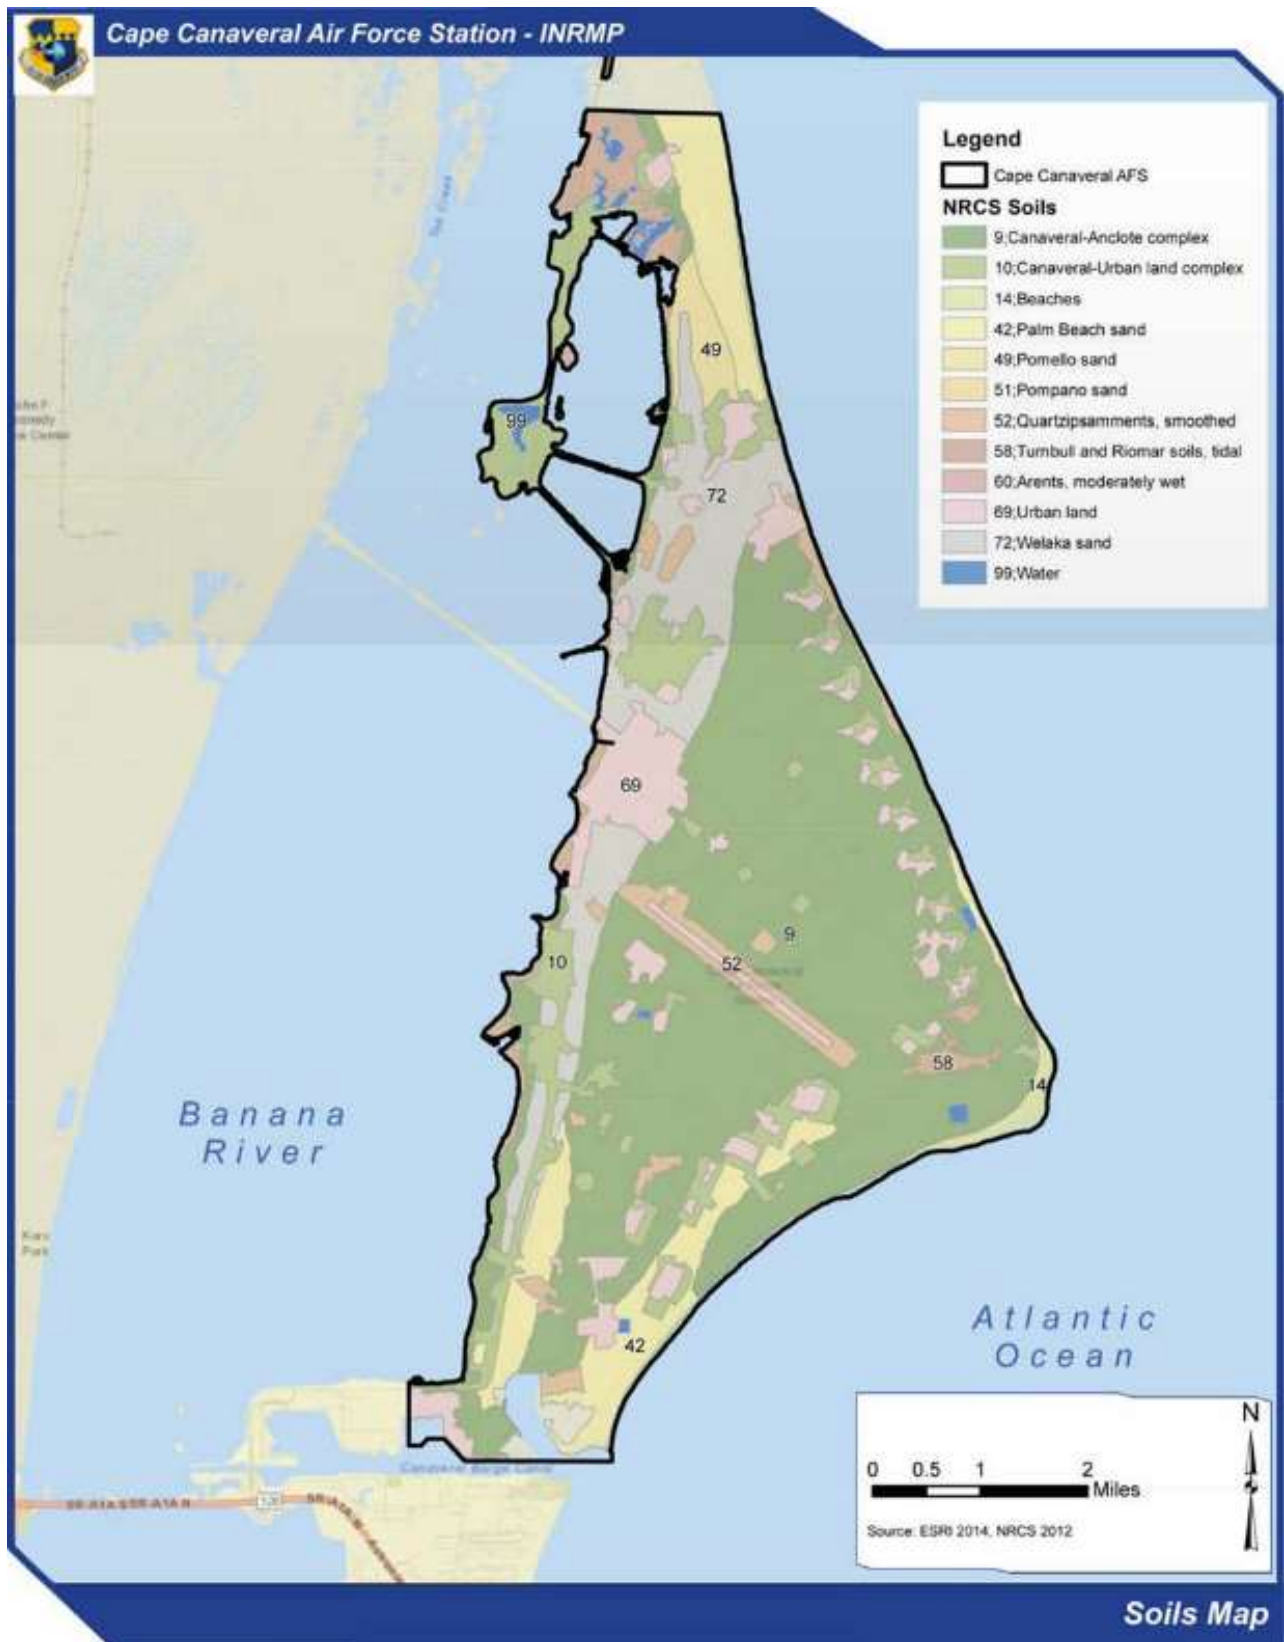 Cape Canaveral Air Force Station - INRMP
Legend
Cape Canaveral AFS
NRCS Soils
9;Canaveral-Anclote complex
10;Canaveral-Urban land complex
14;Beaches
42;Palm Beach sand
49;Pomello sand
51;Pompano sand
52;Quartzipsamments, smoothed
58;Turnbull and Riomar soils, tidal
60;Arents, moderately wet
69;Urban land
72;Welaka sand
99;Water
49
99
72
69
9
52
10
58
14
42
Banana
River
Atlantic
Ocean
Canaveral Barge Canal
N
0 0.5 1 2
Miles
Source: ESRI 2014, NRCS 2012
Soils Map